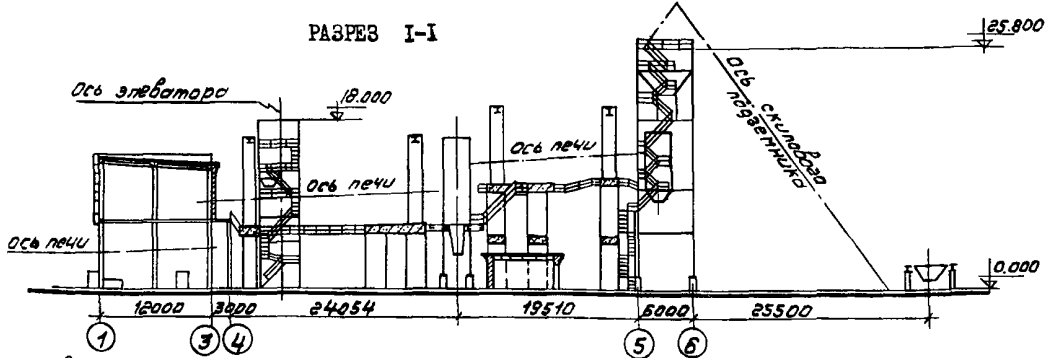 РАЗРЕЗ I-I
25.800
Ось элеватора
18.000
Ось скипового
подземника
Ось печи
Ось печи
Ось печи
0.000
12000 3000 24054 19510 6000 25500
1 3 4 5 6